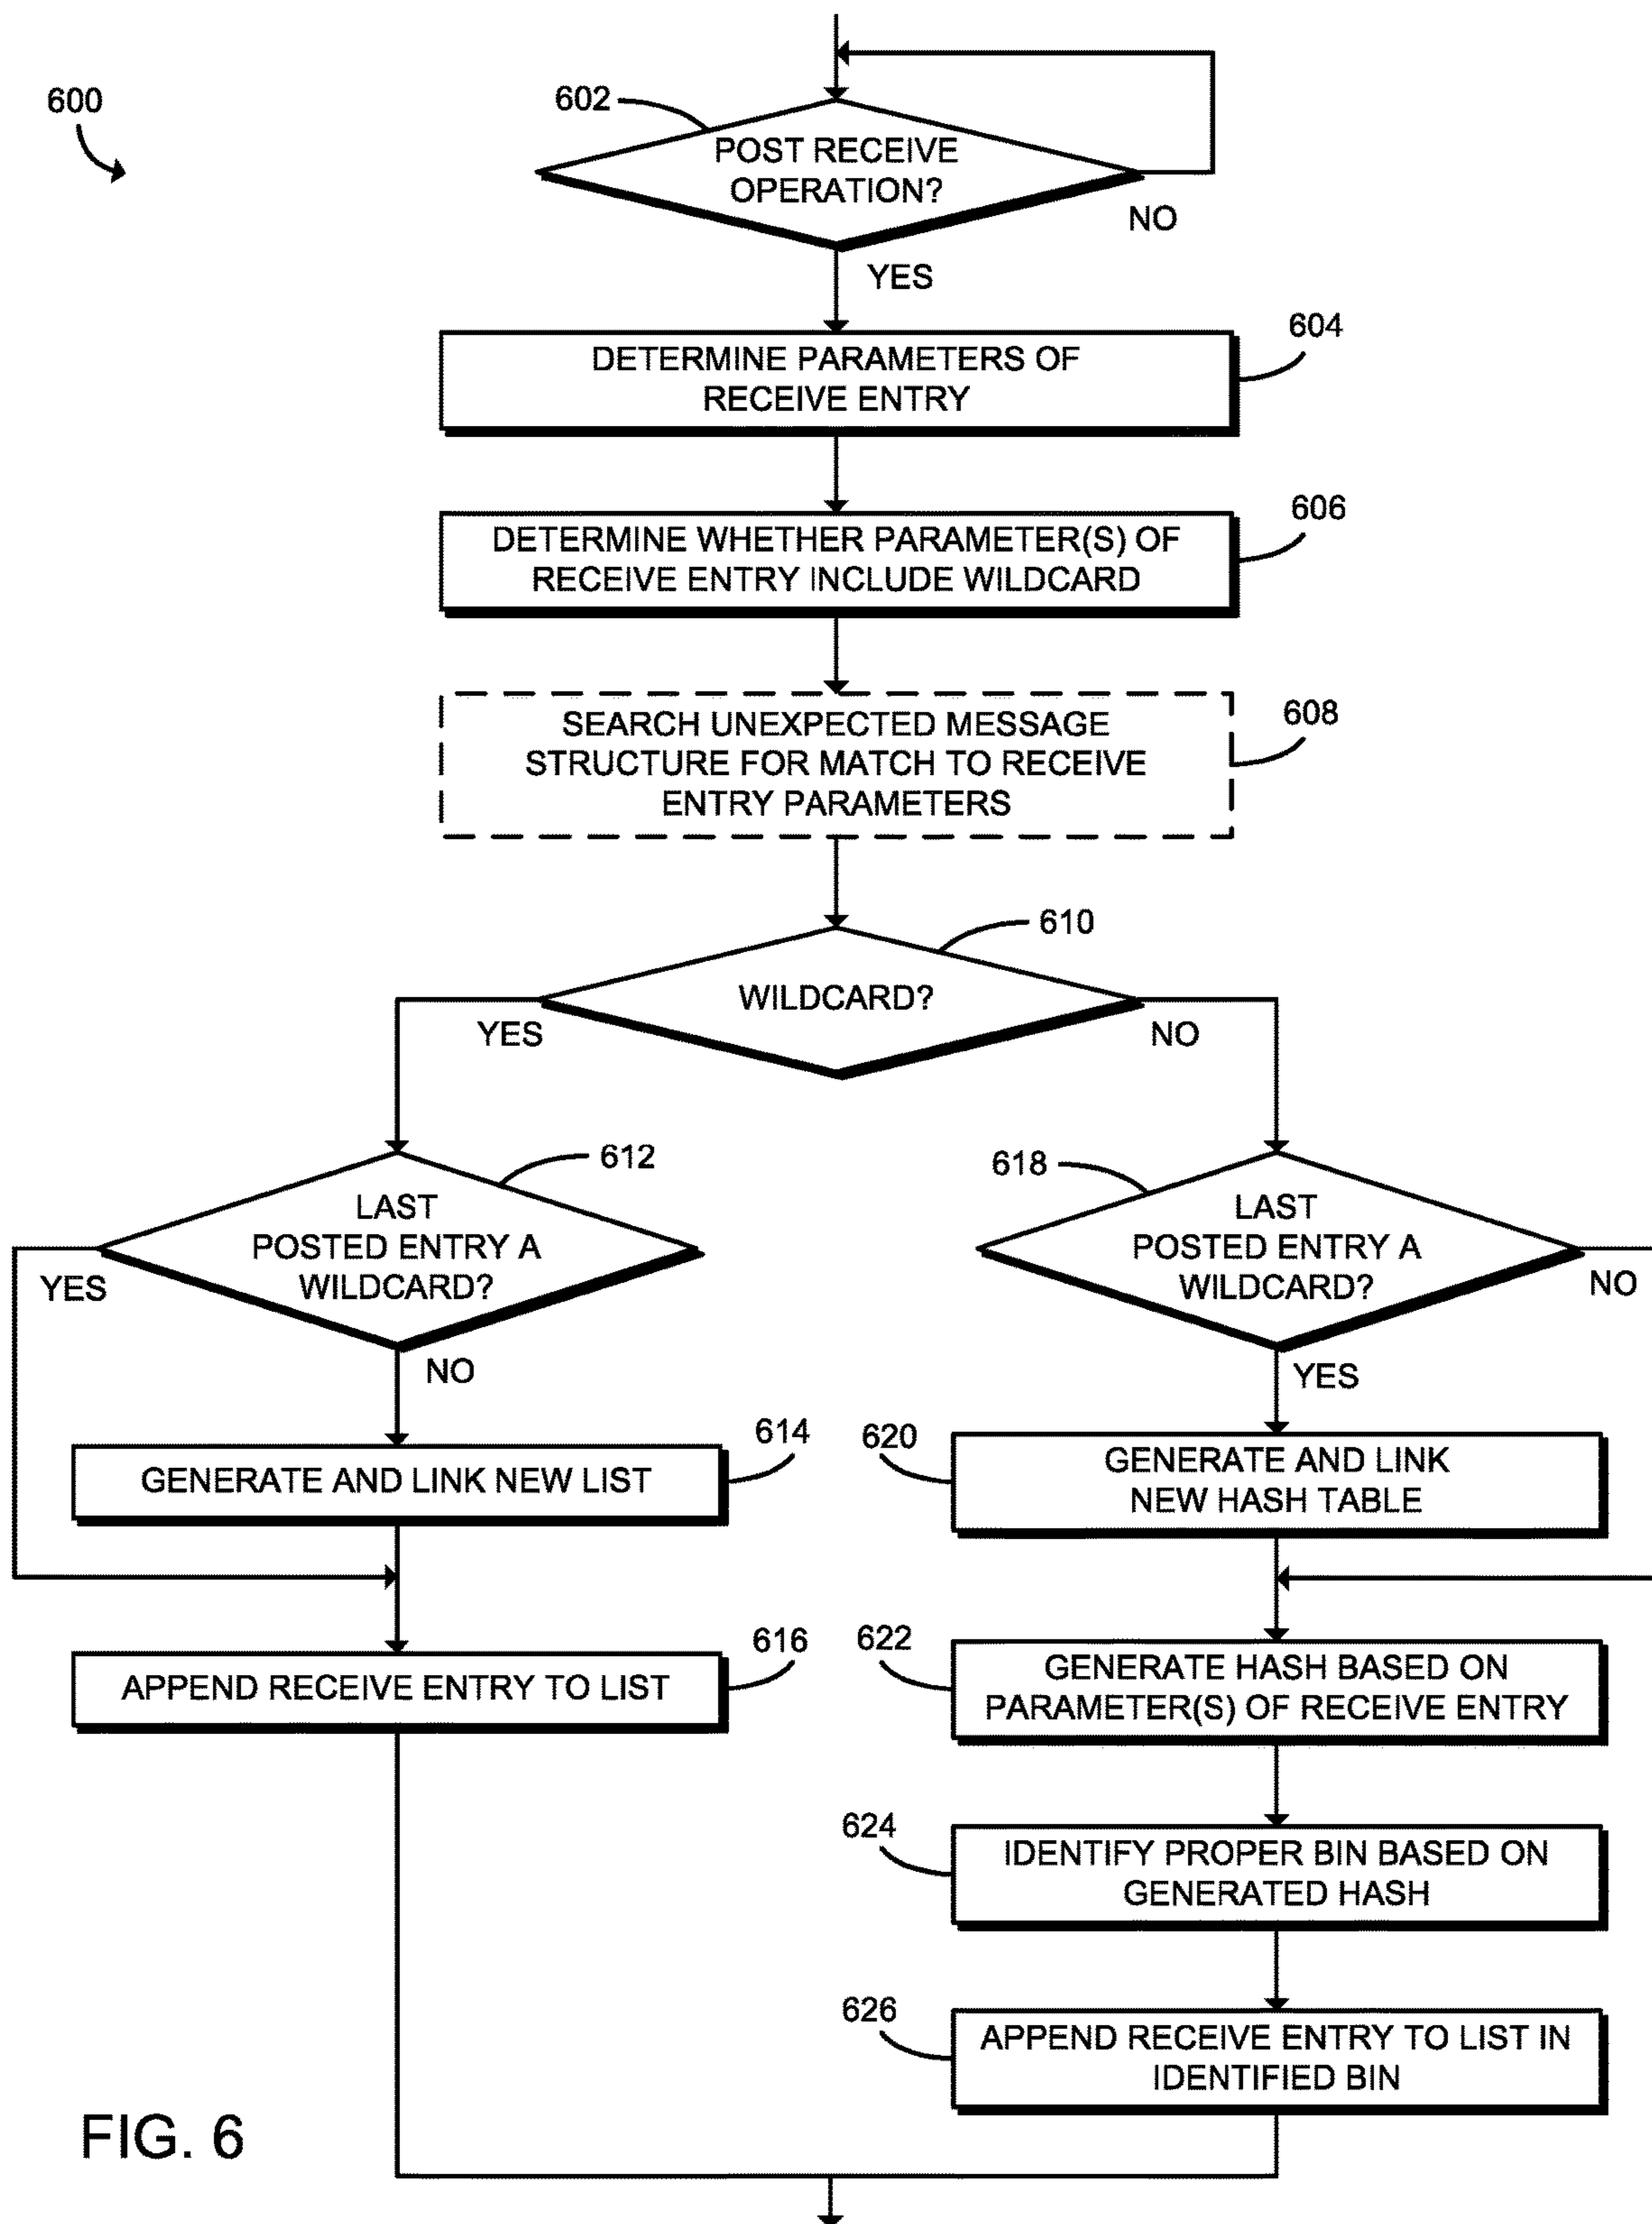 600
602
POST RECEIVE
OPERATION?
NO
YES
604
DETERMINE PARAMETERS OF
RECEIVE ENTRY
606
DETERMINE WHETHER PARAMETER(S) OF
RECEIVE ENTRY INCLUDE WILDCARD
608
SEARCH UNEXPECTED MESSAGE
STRUCTURE FOR MATCH TO RECEIVE
ENTRY PARAMETERS
610
WILDCARD?
YES
NO
612
LAST
POSTED ENTRY A
WILDCARD?
YES
NO
614
GENERATE AND LINK NEW LIST
616
APPEND RECEIVE ENTRY TO LIST
618
LAST
POSTED ENTRY A
WILDCARD?
NO
YES
620
GENERATE AND LINK
NEW HASH TABLE
622
GENERATE HASH BASED ON
PARAMETER(S) OF RECEIVE ENTRY
624
IDENTIFY PROPER BIN BASED ON
GENERATED HASH
626
APPEND RECEIVE ENTRY TO LIST IN
IDENTIFIED BIN
FIG. 6